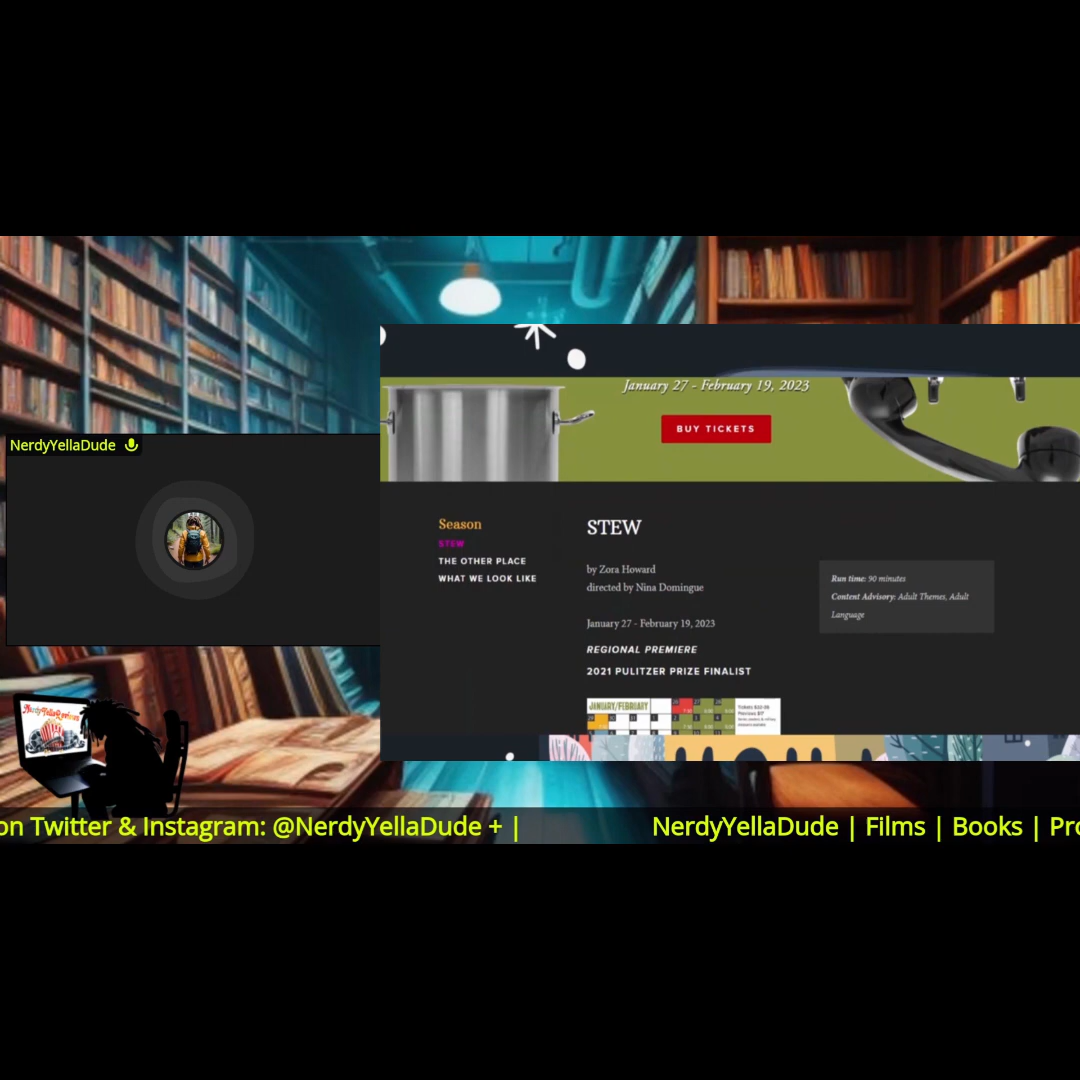 January 27 - February 19, 2023
BUY TICKETS
NerdyYellaDude
Season
STEW
THE OTHER PLACE
WHAT WE LOOK LIKE
STEW
by Zora Howard
directed by Nina Domingue
January 27 - February 19, 2023
REGIONAL PREMIERE
2021 PULITZER PRIZE FINALIST
Run time: 90 minutes
Content Advisory: Adult Themes, Adult
Language
JANUARY/FEBRUARY
NerdyYellaReviews
on Twitter & Instagram: @NerdyYellaDude + |
NerdyYellaDude | Films | Books | Pro